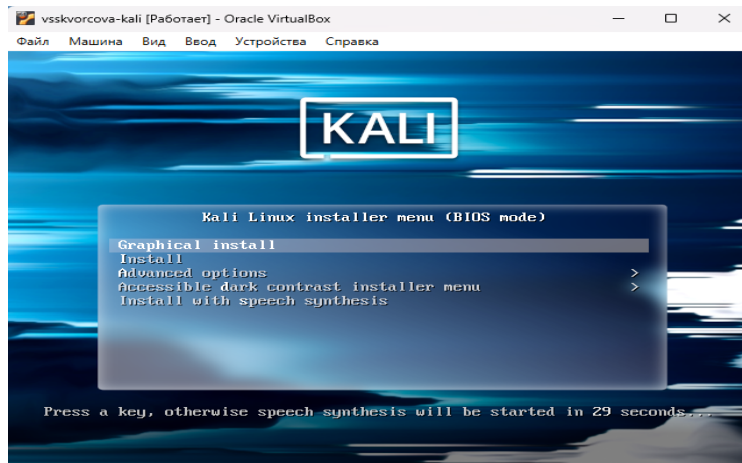 vsskvorcova-kali [Работает] - Oracle VirtualBox
Файл Машина Вид Ввод Устройства Справка
KALI
Kali Linux installer menu (BIOS mode)
Graphical install
Install
Advanced options >
Accessible dark contrast installer menu >
Install with speech synthesis
Press a key, otherwise speech synthesis will be started in 29 seconds...